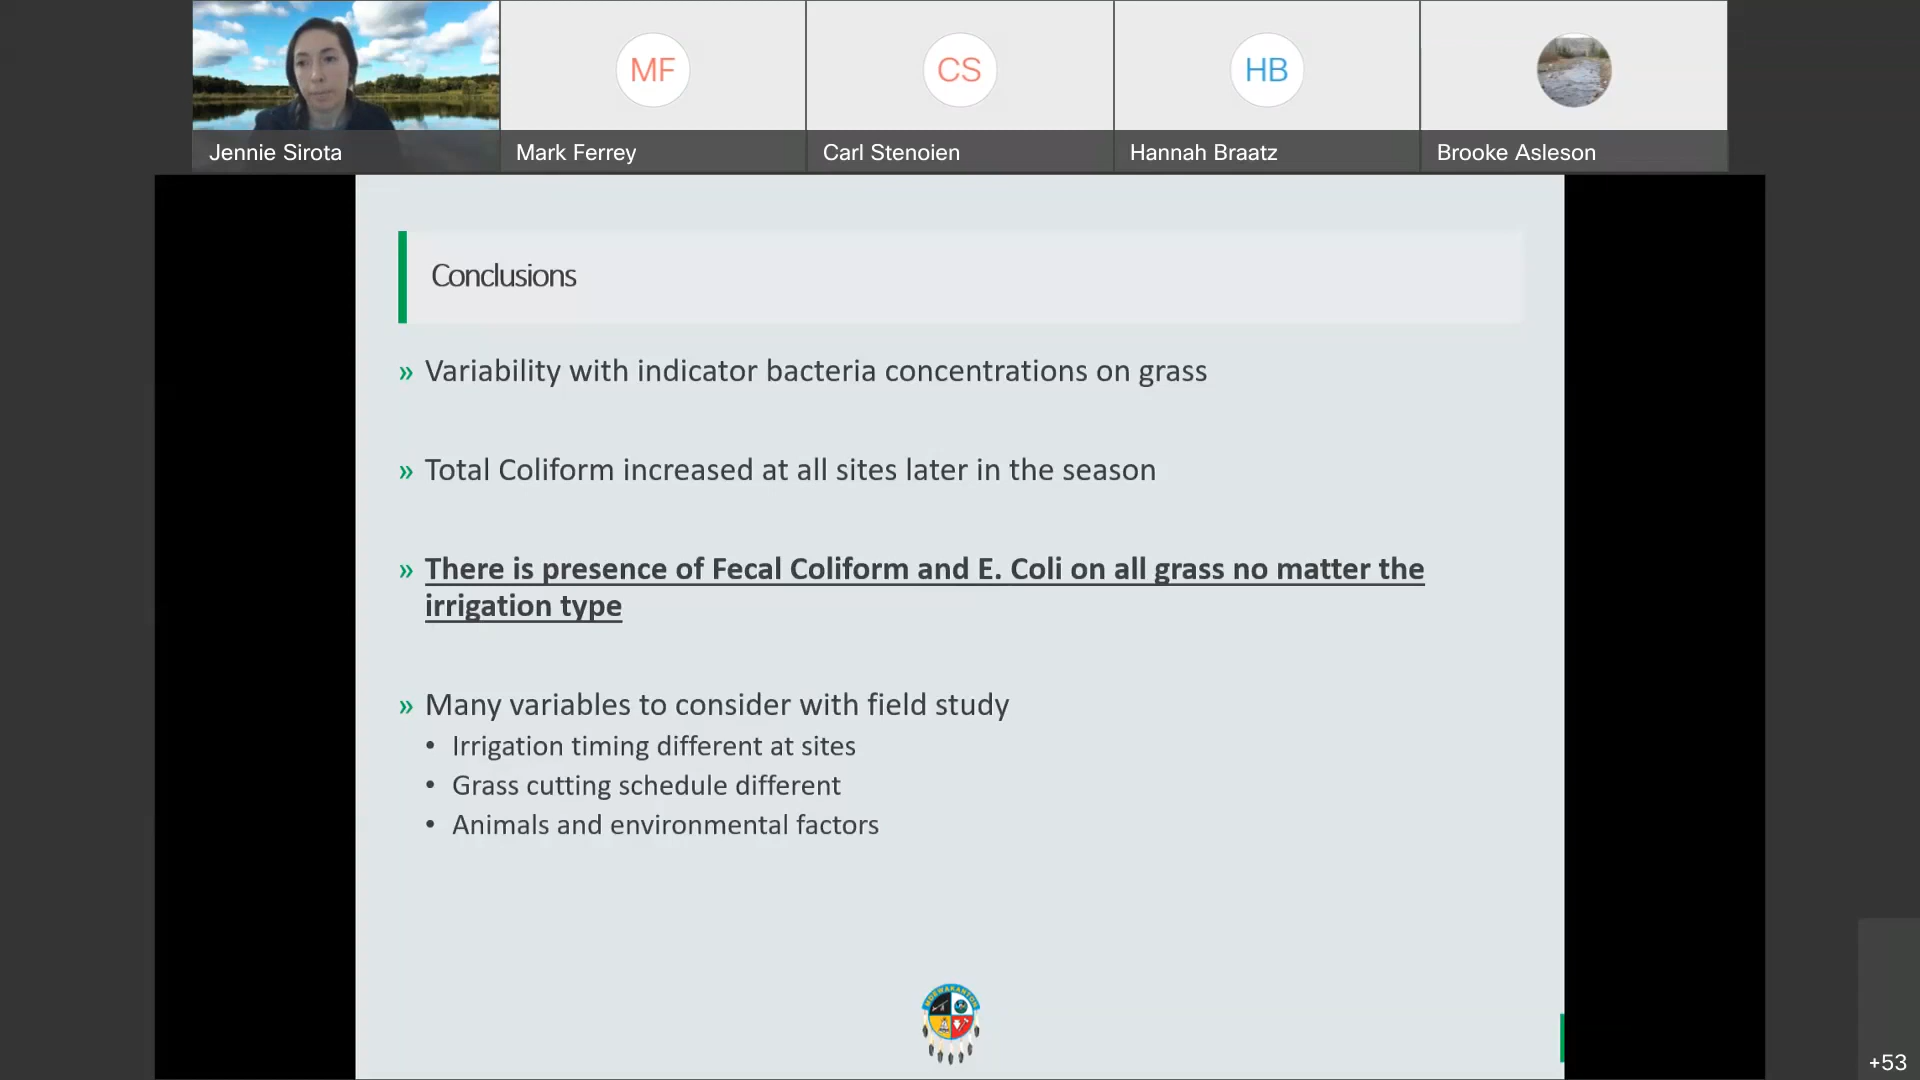 MF
CS
HB
Jennie Sirota
Mark Ferrey
Carl Stenoien
Hannah Braatz
Brooke Asleson
Conclusions
» Variability with indicator bacteria concentrations on grass
» Total Coliform increased at all sites later in the season
» There is presence of Fecal Coliform and E. Coli on all grass no matter the
irrigation type
» Many variables to consider with field study
• Irrigation timing different at sites
• Grass cutting schedule different
• Animals and environmental factors
MDEWAKANTON
+53